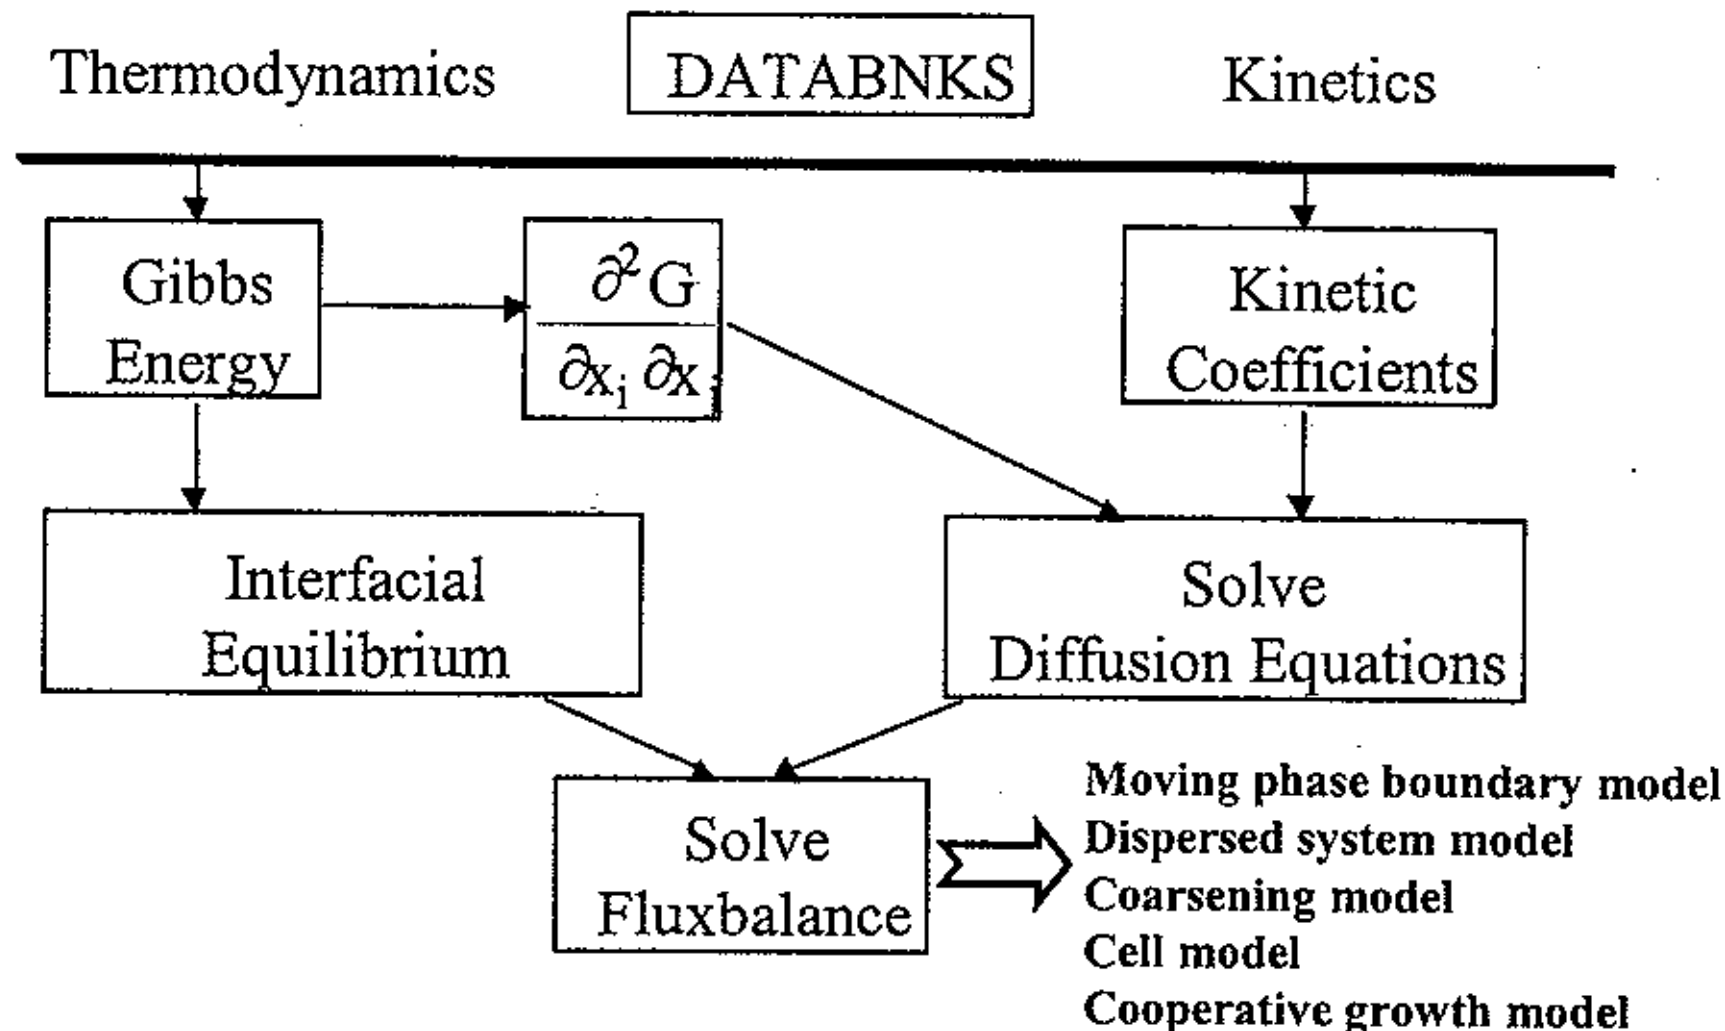 Thermodynamics
DATABNKS
Kinetics
Gibbs
Energy
∂²G
∂xᵢ ∂x
Kinetic
Coefficients
Interfacial
Equilibrium
Solve
Diffusion Equations
Solve
Fluxbalance
Moving phase boundary model
Dispersed system model
Coarsening model
Cell model
Cooperative growth model